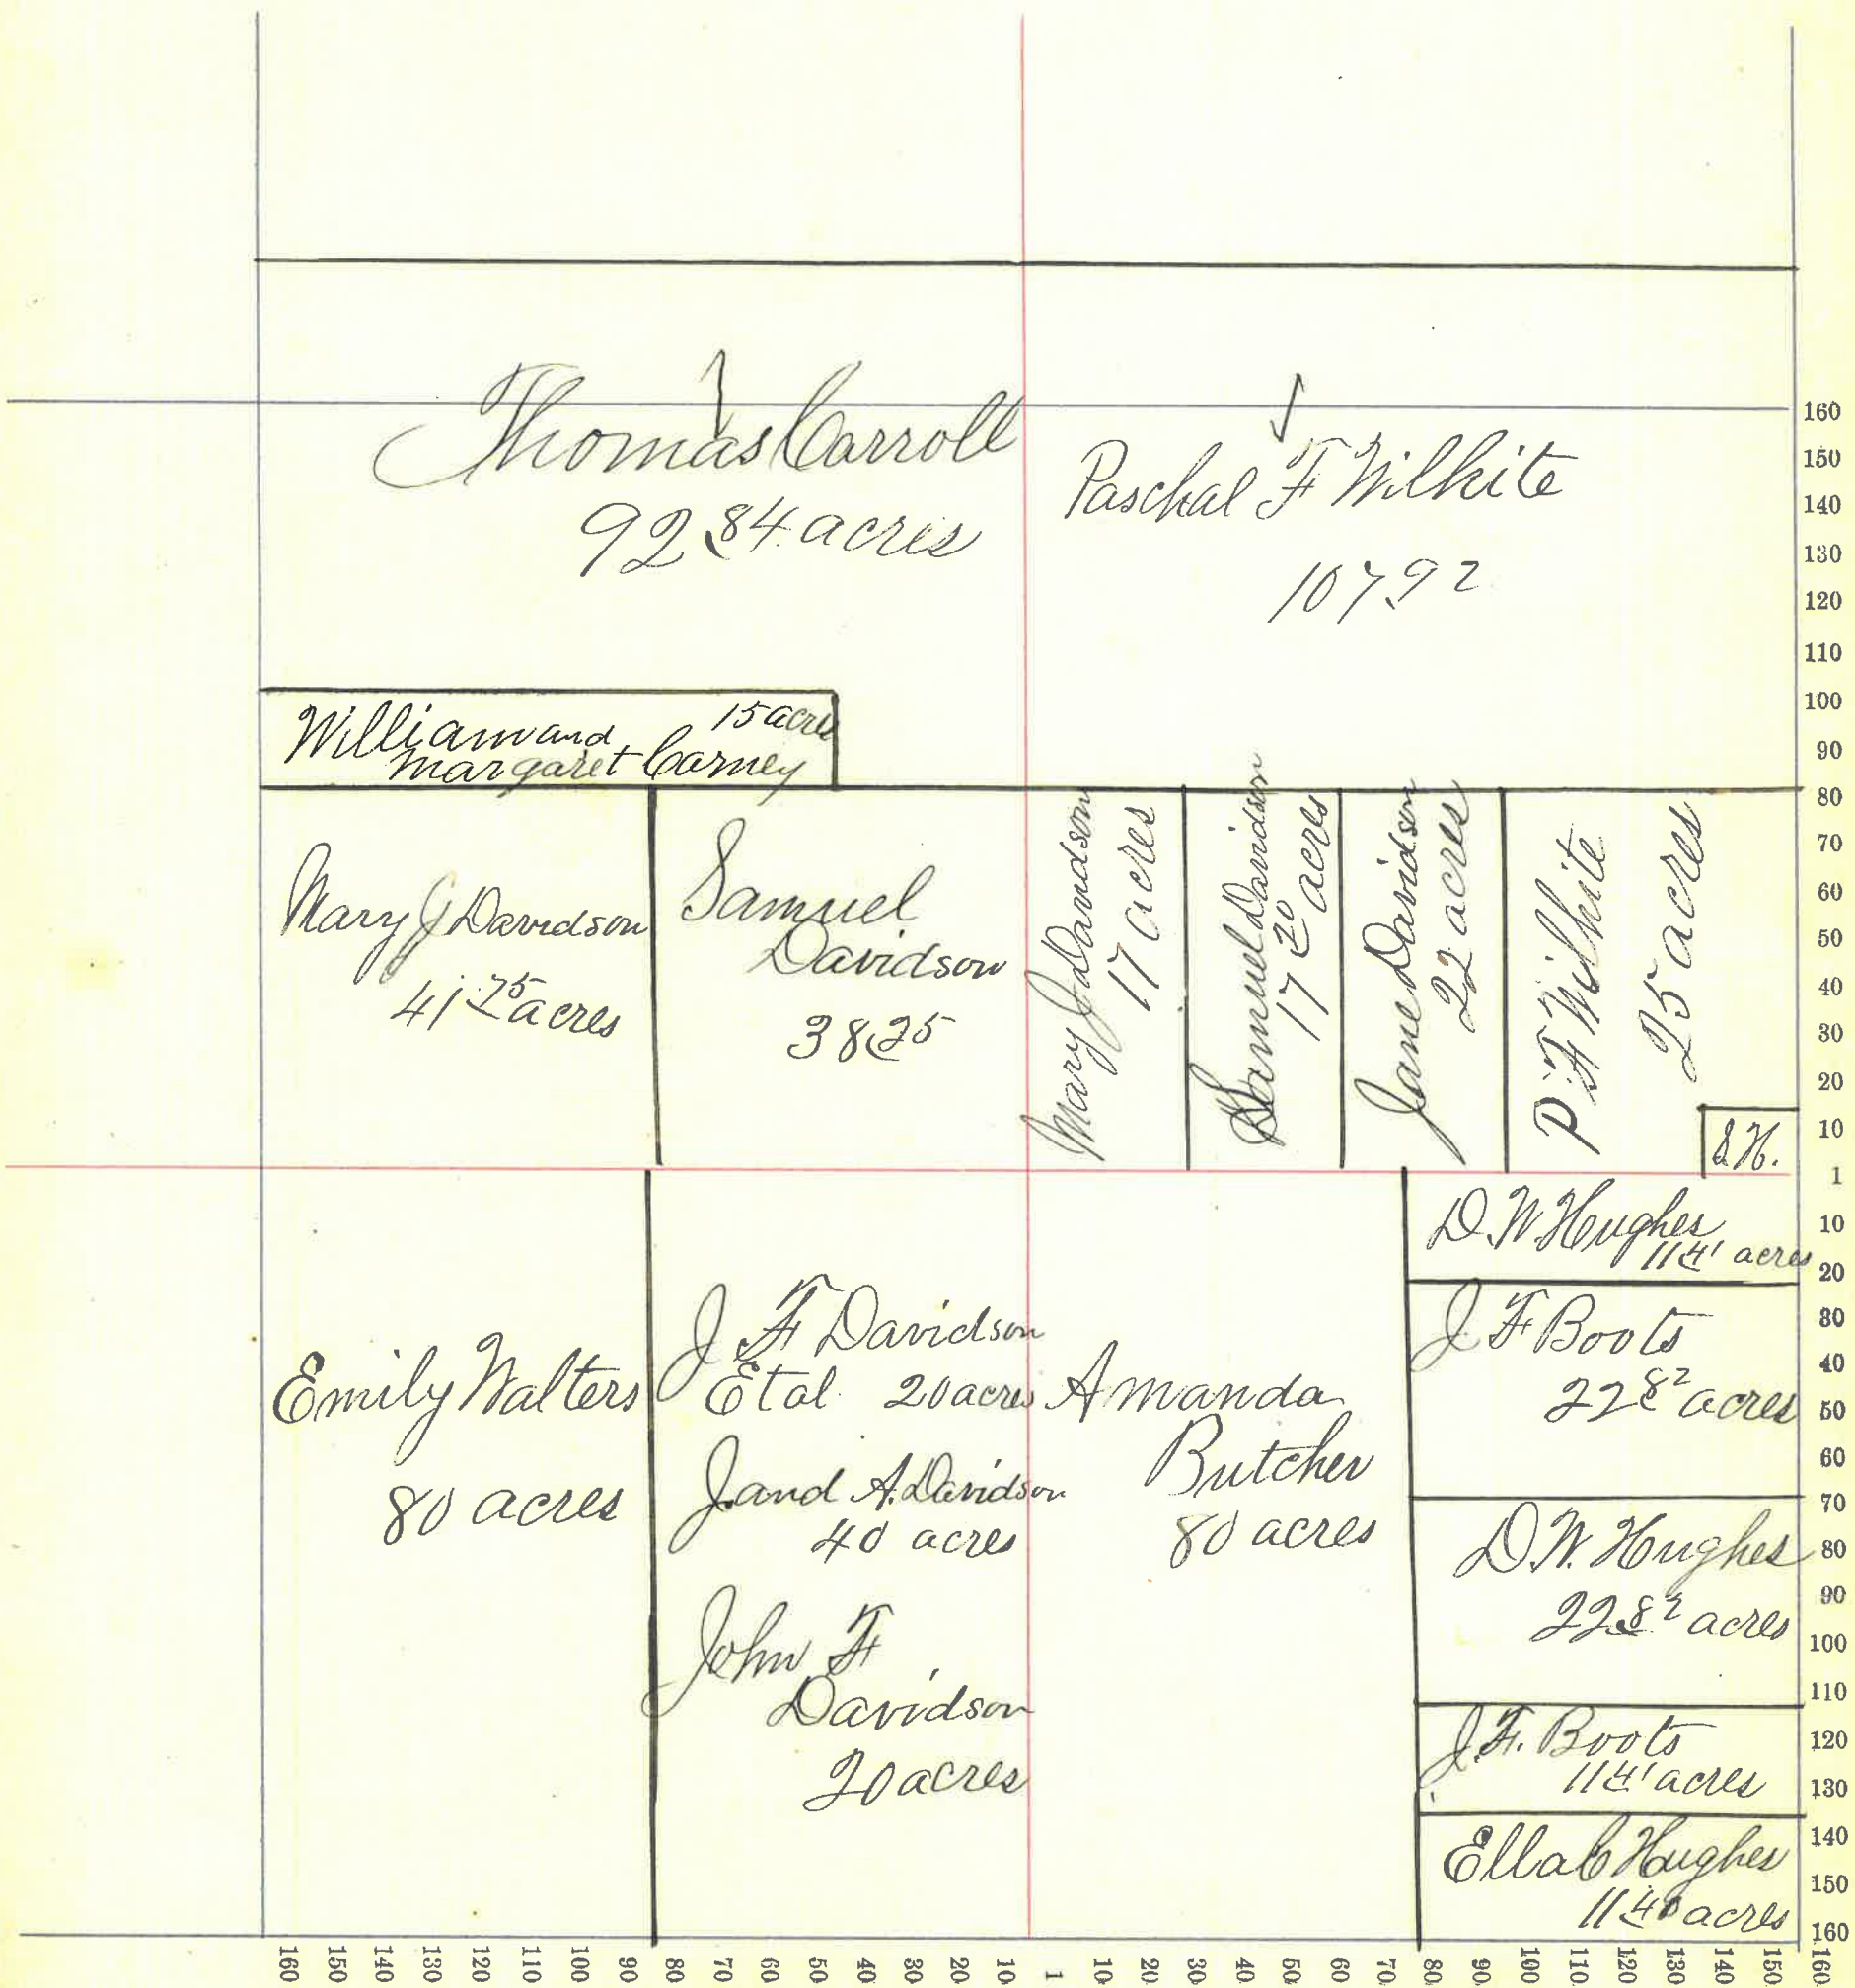 Thomas Carroll
92.84 acres
Paschal F Wilhite
107.92
William and 15 acres
Margaret Carney
Mary J Davidson
41.75 acres
Samuel
Davidson
38.25
Mary J Davidson
17 acres
Samuel Davidson
17.20 acres
Jane Davidson
22 acres
P. F. Wilhite
25 acres
S.H.
D. W. Hughes
11.41 acres
J F Boots
22.82 acres
D. W. Hughes
22.82 acres
J. F. Boots
11.41 acres
Ella C Hughes
11.40 acres
Emily Walters
80 acres
J F Davidson
Etal 20 acres
J. and A. Davidson
40 acres
John F
Davidson
20 acres
Amanda
Butcher
80 acres
160
150
140
130
120
110
100
90
80
70
60
50
40
30
20
10
1
10
20
30
40
50
60
70
80
90
100
110
120
130
140
150
160
160 150 140 130 120 110 100 90 80 70 60 50 40 30 20 10 1 10 20 30 40 50 60 70 80 90 100 110 120 130 140 150 160